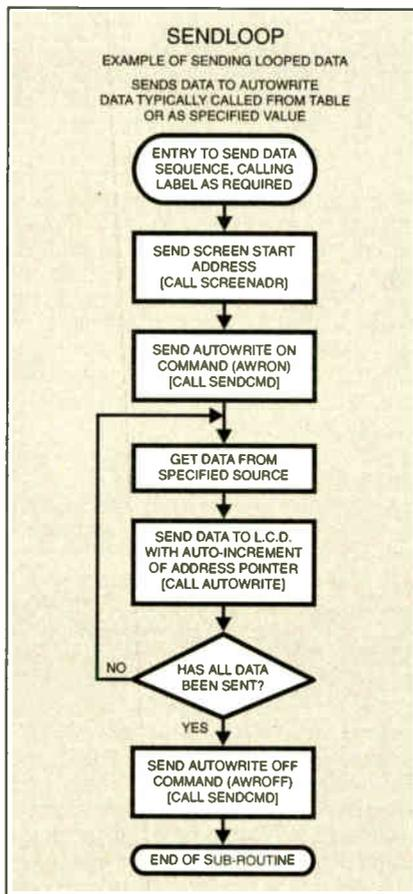 SENDLOOP
EXAMPLE OF SENDING LOOPED DATA
SENDS DATA TO AUTOWRITE
DATA TYPICALLY CALLED FROM TABLE
OR AS SPECIFIED VALUE
ENTRY TO SEND DATA
SEQUENCE, CALLING
LABEL AS REQUIRED
SEND SCREEN START
ADDRESS
[CALL SCREENADR]
SEND AUTOWRITE ON
COMMAND (AWRON)
[CALL SENDCMD]
GET DATA FROM
SPECIFIED SOURCE
SEND DATA TO L.C.D.
WITH AUTO-INCREMENT
OF ADDRESS POINTER
[CALL AUTOWRITE]
NO
HAS ALL DATA
BEEN SENT?
YES
SEND AUTOWRITE OFF
COMMAND (AWROFF)
[CALL SENDCMD]
END OF SUB-ROUTINE